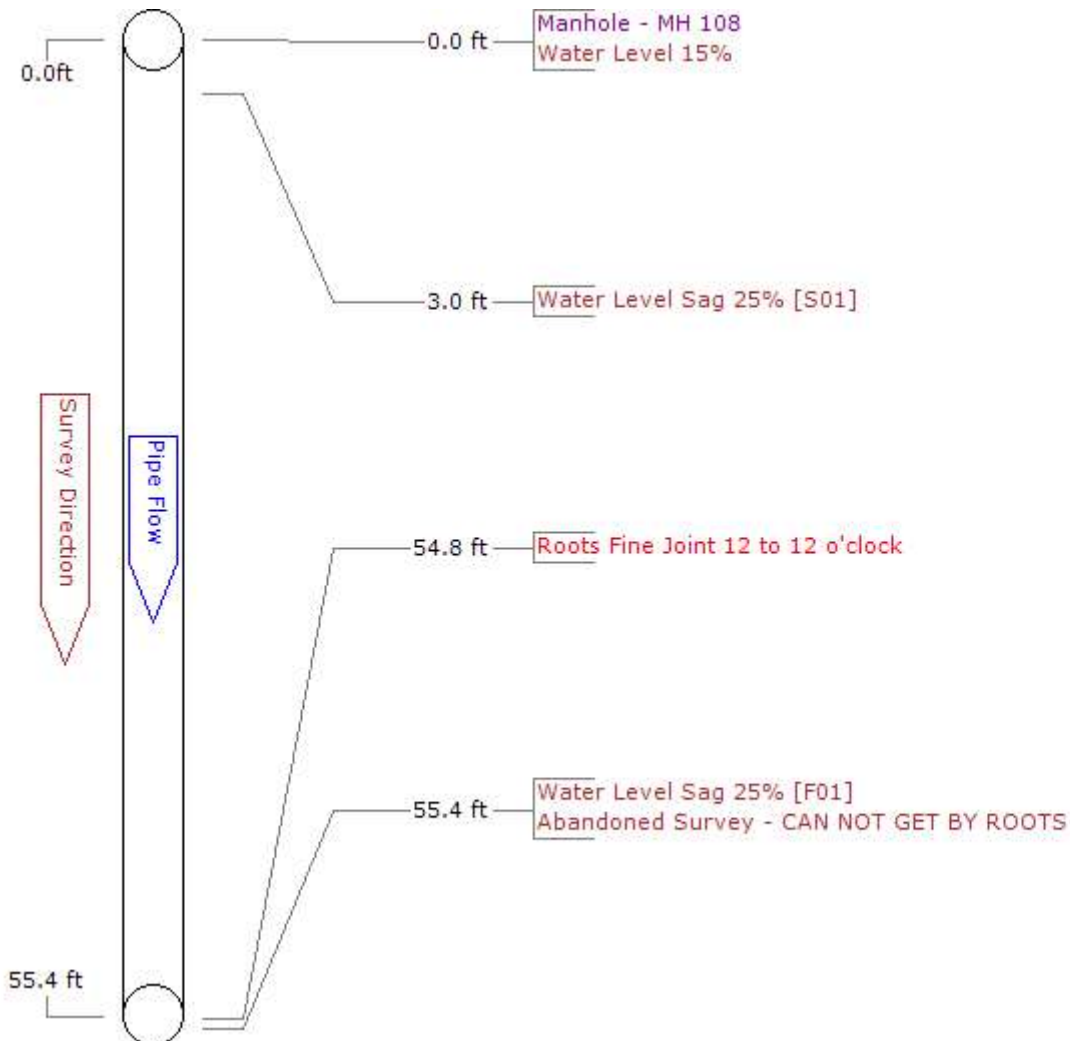 Manhole - MH 108
0.0 ft
Water Level 15%
0.0ft
3.0 ft
Water Level Sag 25% [S01]
Survey Direction
Pipe Flow
54.8 ft
Roots Fine Joint 12 to 12 o'clock
Water Level Sag 25% [F01]
55.4 ft
Abandoned Survey - CAN NOT GET BY ROOTS
55.4 ft